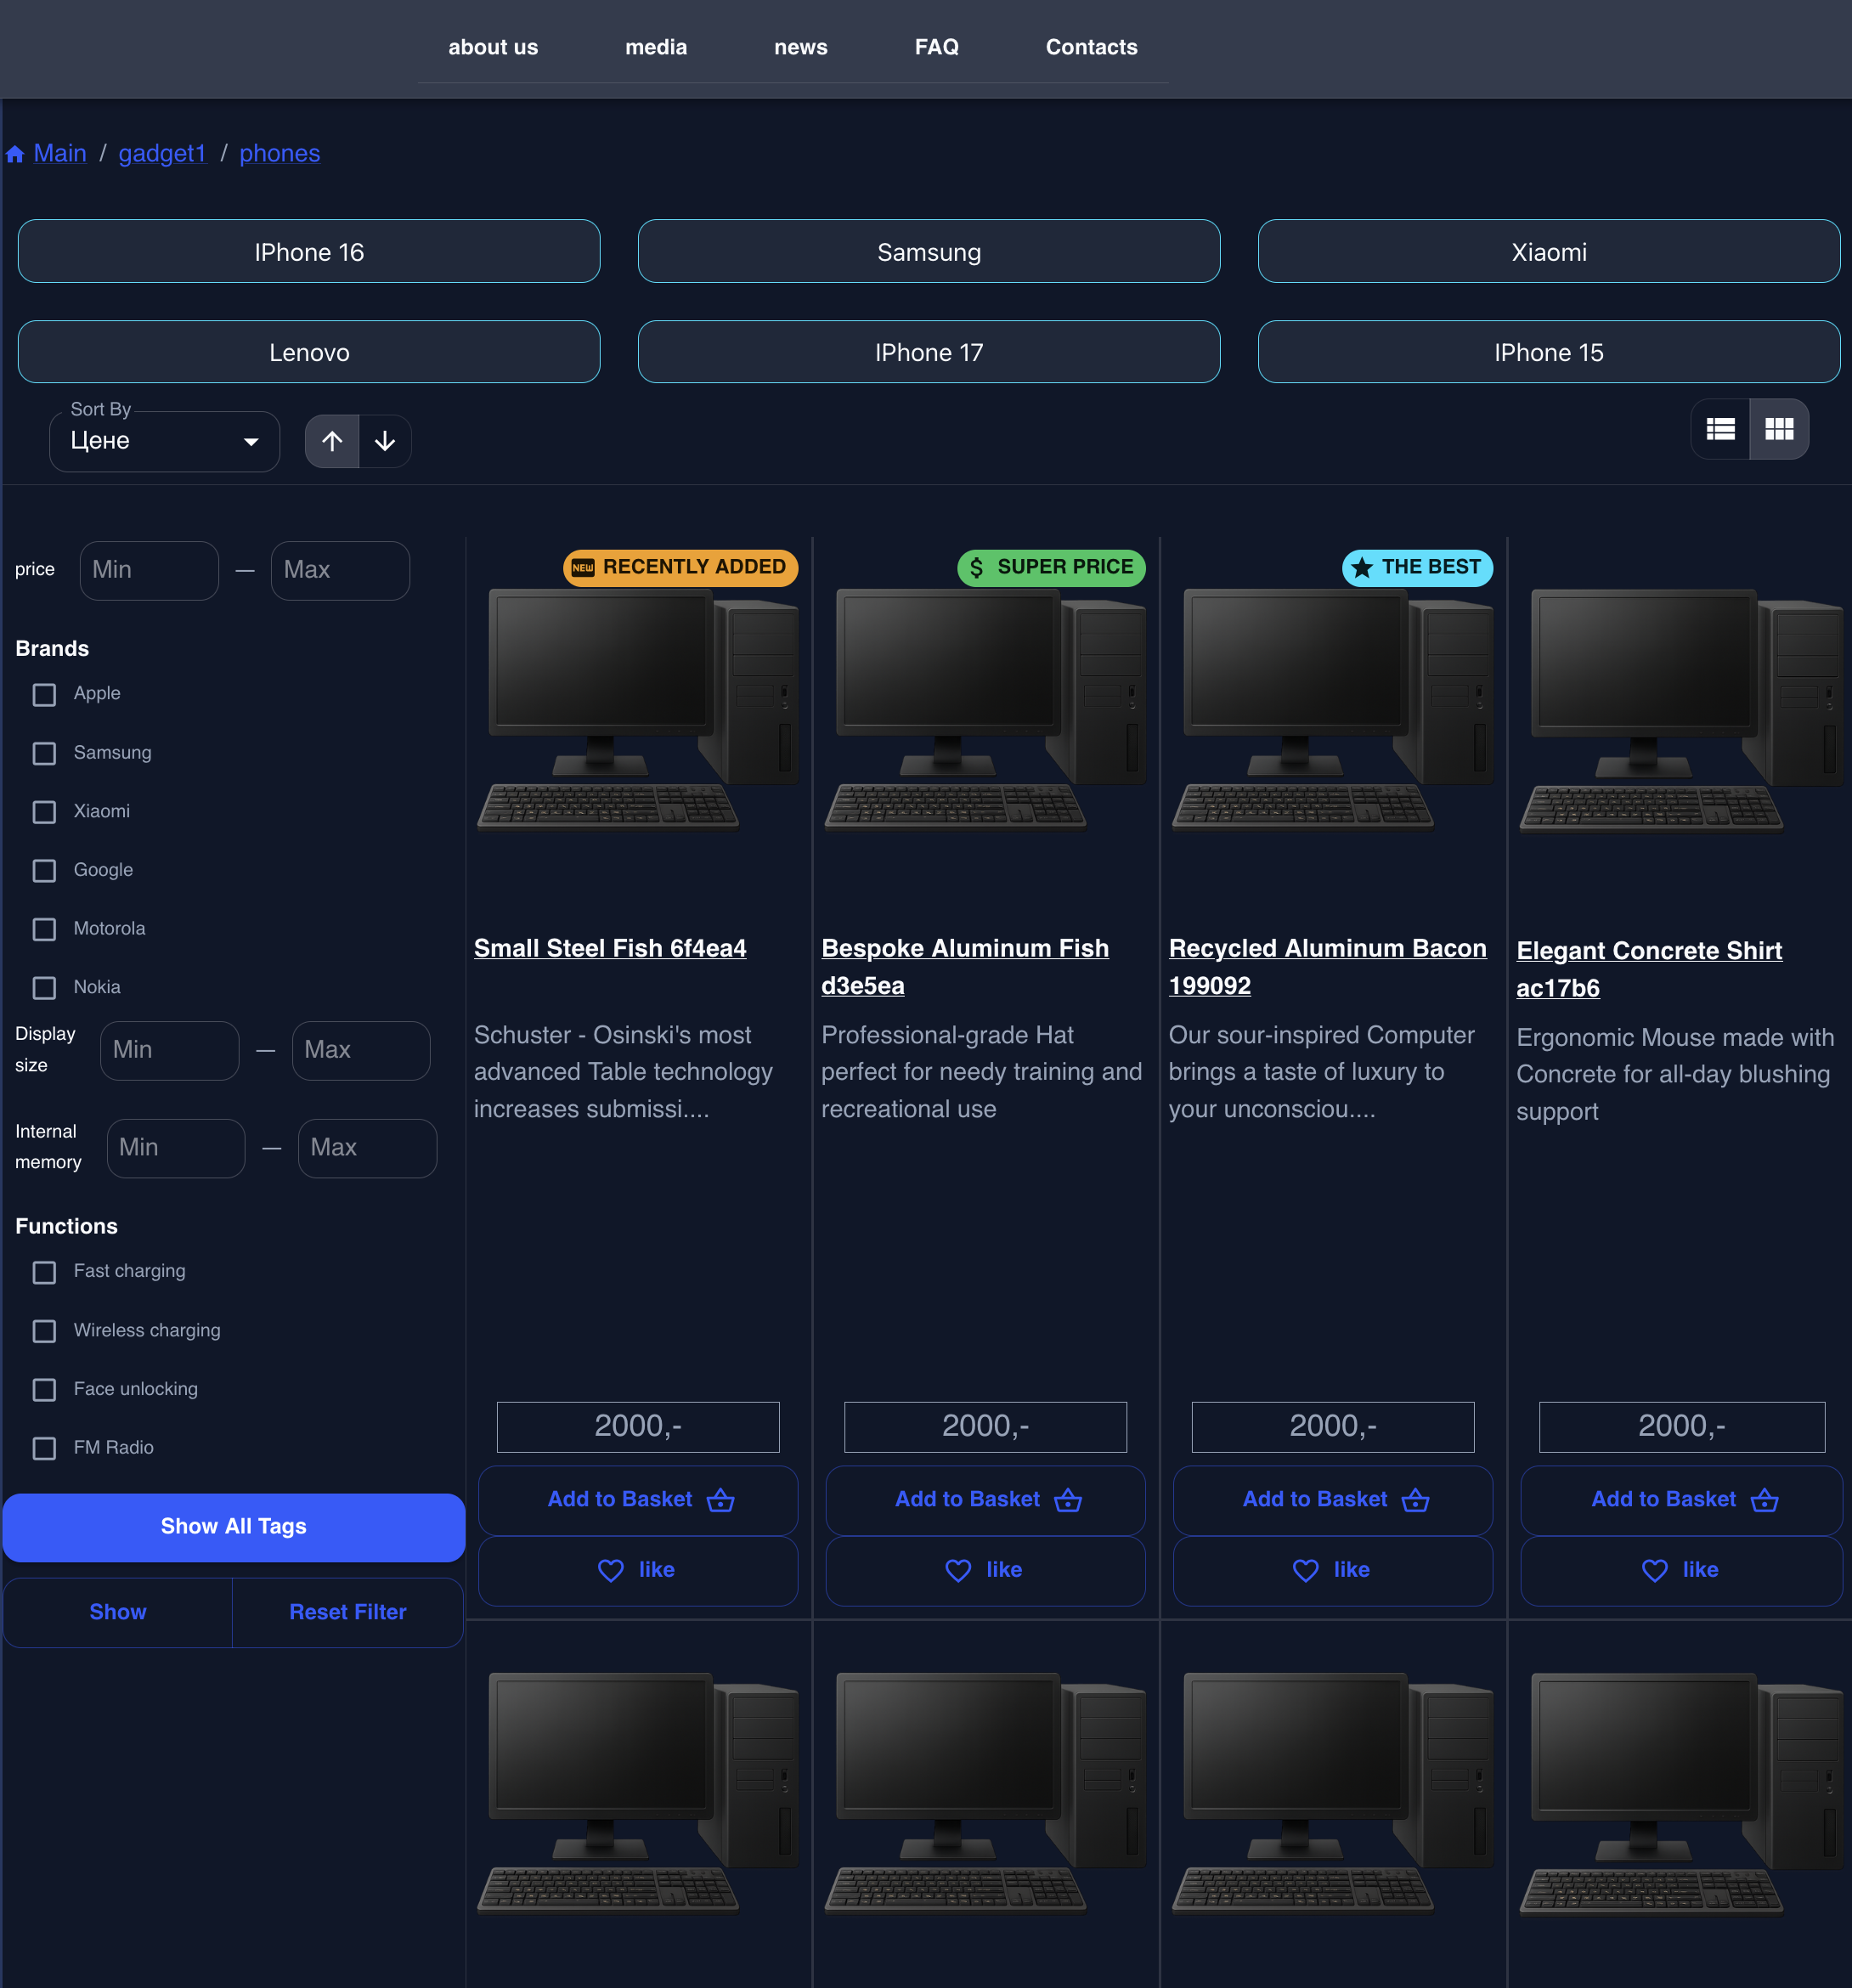 about us media news FAQ Contacts
Main / gadget1 / phones
IPhone 16 Samsung Xiaomi
Lenovo IPhone 17 IPhone 15
Sort By
Цене
price Min — Max
Brands
Apple
Samsung
Xiaomi
Google
Motorola
Nokia
Display
size
Min — Max
Internal
memory
Min — Max
Functions
Fast charging
Wireless charging
Face unlocking
FM Radio
Show All Tags
Show Reset Filter
NEW RECENTLY ADDED
Small Steel Fish 6f4ea4
Schuster - Osinski's most
advanced Table technology
increases submissi....
2000,-
Add to Basket
like
$ SUPER PRICE
Bespoke Aluminum Fish
d3e5ea
Professional-grade Hat
perfect for needy training and
recreational use
2000,-
Add to Basket
like
THE BEST
Recycled Aluminum Bacon
199092
Our sour-inspired Computer
brings a taste of luxury to
your unconsciou....
2000,-
Add to Basket
like
Elegant Concrete Shirt
ac17b6
Ergonomic Mouse made with
Concrete for all-day blushing
support
2000,-
Add to Basket
like